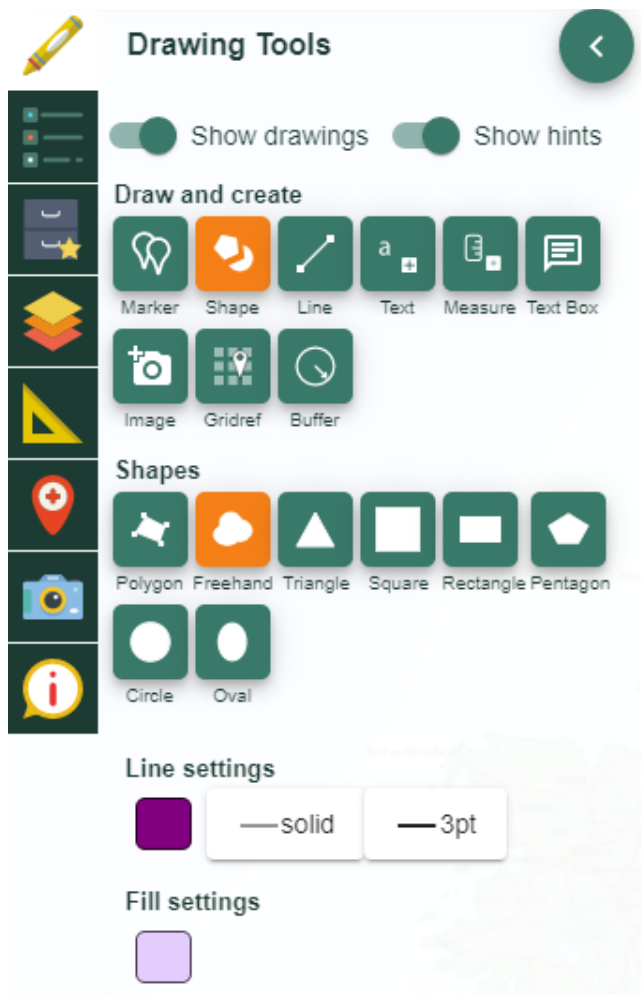 Drawing Tools
Show drawings Show hints
Draw and create
a
Marker Shape Line Text Measure Text Box
Image Gridref Buffer
Shapes
Polygon Freehand Triangle Square Rectangle Pentagon
Circle Oval
Line settings
solid 3pt
Fill settings